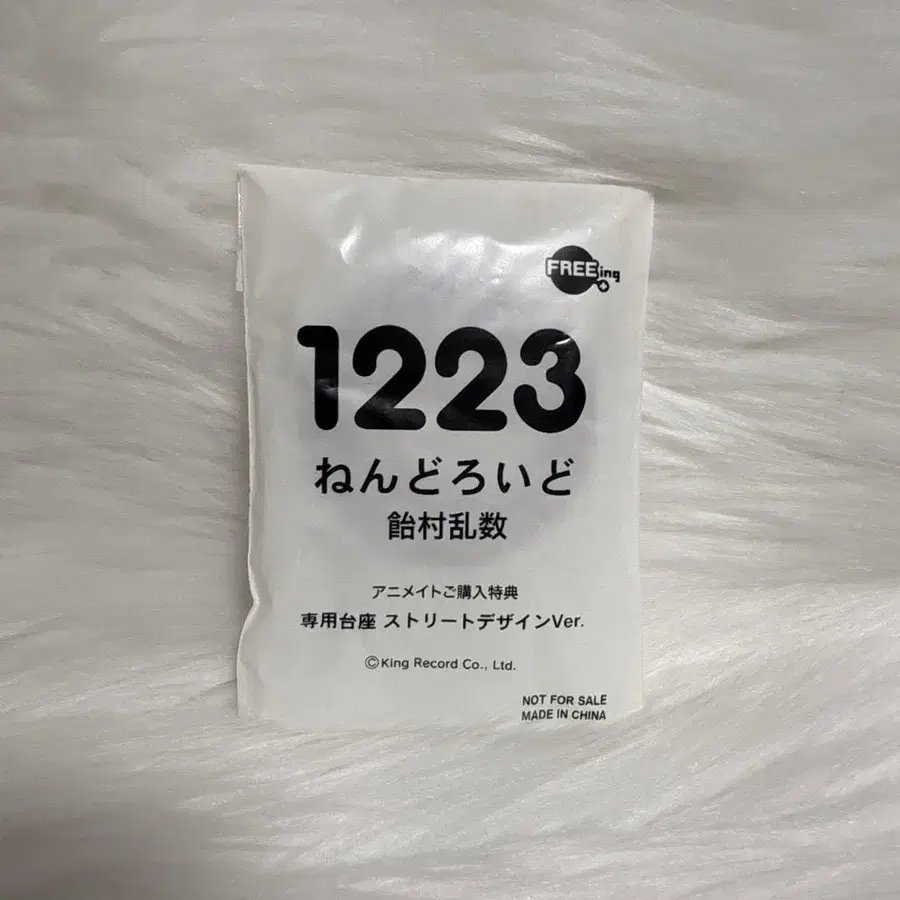 FREEing
1223
ねんどろいど
飴村乱数
アニメイトご購入特典
専用台座 ストリートデザインVer.
©King Record Co., Ltd.
NOT FOR SALE
MADE IN CHINA